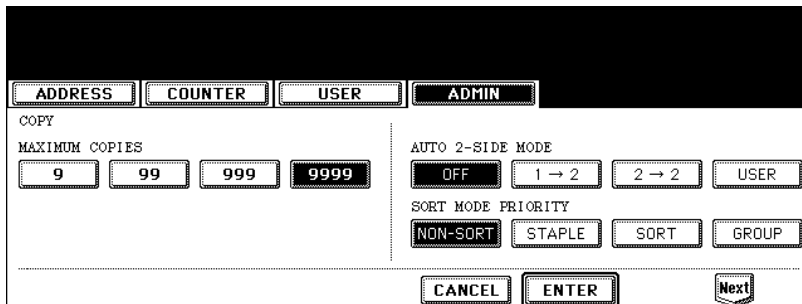 ADDRESS COUNTER USER ADMIN
COPY
MAXIMUM COPIES
9 99 999 9999
AUTO 2-SIDE MODE
OFF 1 → 2 2 → 2 USER
SORT MODE PRIORITY
NON-SORT STAPLE SORT GROUP
CANCEL ENTER Next